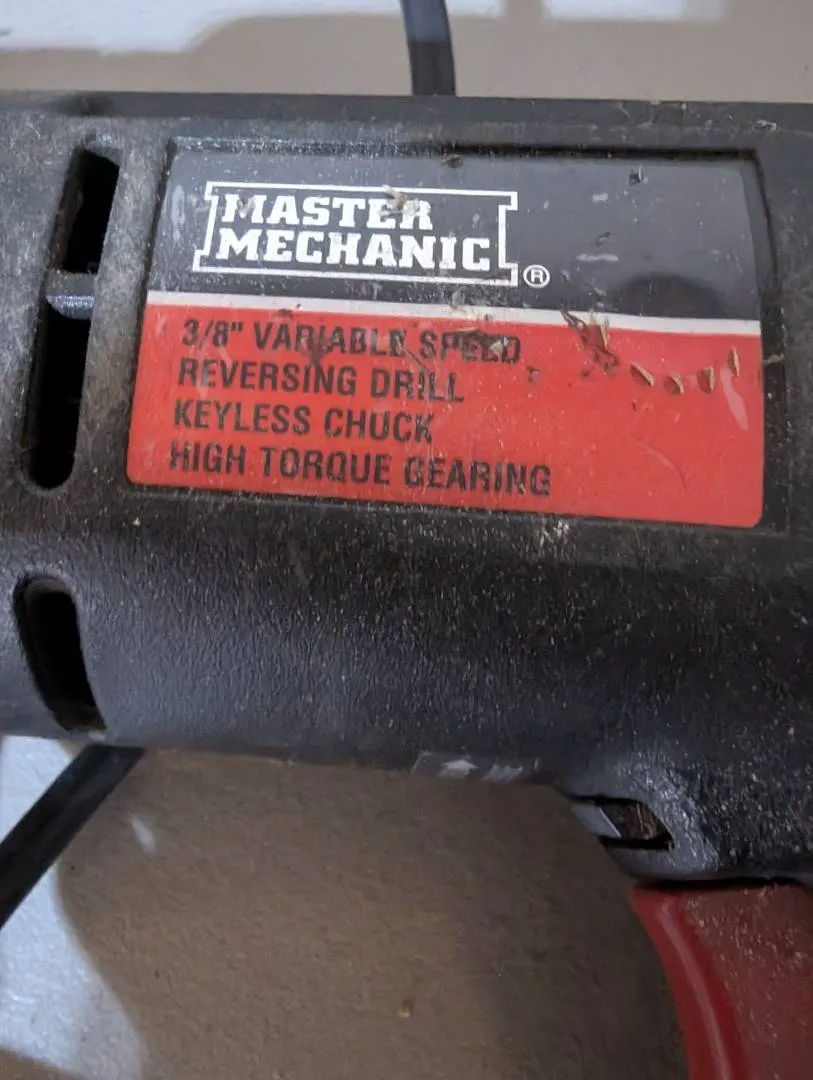 MASTER
MECHANIC®
3/8" VARIABLE SPEED
REVERSING DRILL
KEYLESS CHUCK
HIGH TORQUE GEARING